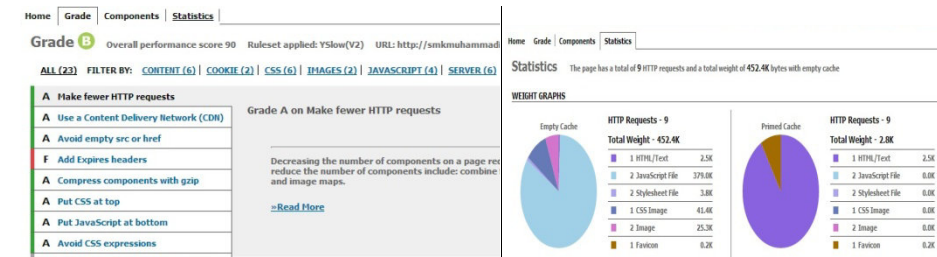 Home Grade Components Statistics
Grade B Overall performance score 90 Ruleset applied: YSlow(V2) URL: http://smkmuhammadi
ALL (23) FILTER BY: CONTENT (6) | COOKIE (2) | CSS (6) | IMAGES (2) | JAVASCRIPT (4) | SERVER (6)
A Make fewer HTTP requests
A Use a Content Delivery Network (CDN)
A Avoid empty src or href
F Add Expires headers
A Compress components with gzip
A Put CSS at top
A Put JavaScript at bottom
A Avoid CSS expressions
Grade A on Make fewer HTTP requests
Decreasing the number of components on a page rec
reduce the number of components include: combine
and image maps.
»Read More
Home Grade Components Statistics
Statistics The page has a total of 9 HTTP requests and a total weight of 452.4K bytes with empty cache
WEIGHT GRAPHS
Empty Cache
HTTP Requests - 9
Total Weight - 452.4K
1 HTML/Text 2.5K
2 JavaScript File 379.0K
2 Stylesheet File 3.8K
1 CSS Image 41.4K
2 Image 25.3K
1 Favicon 0.2K
Primed Cache
HTTP Requests - 9
Total Weight - 2.8K
1 HTML/Text 2.5K
2 JavaScript File 0.0K
2 Stylesheet File 0.0K
1 CSS Image 0.0K
2 Image 0.0K
1 Favicon 0.2K